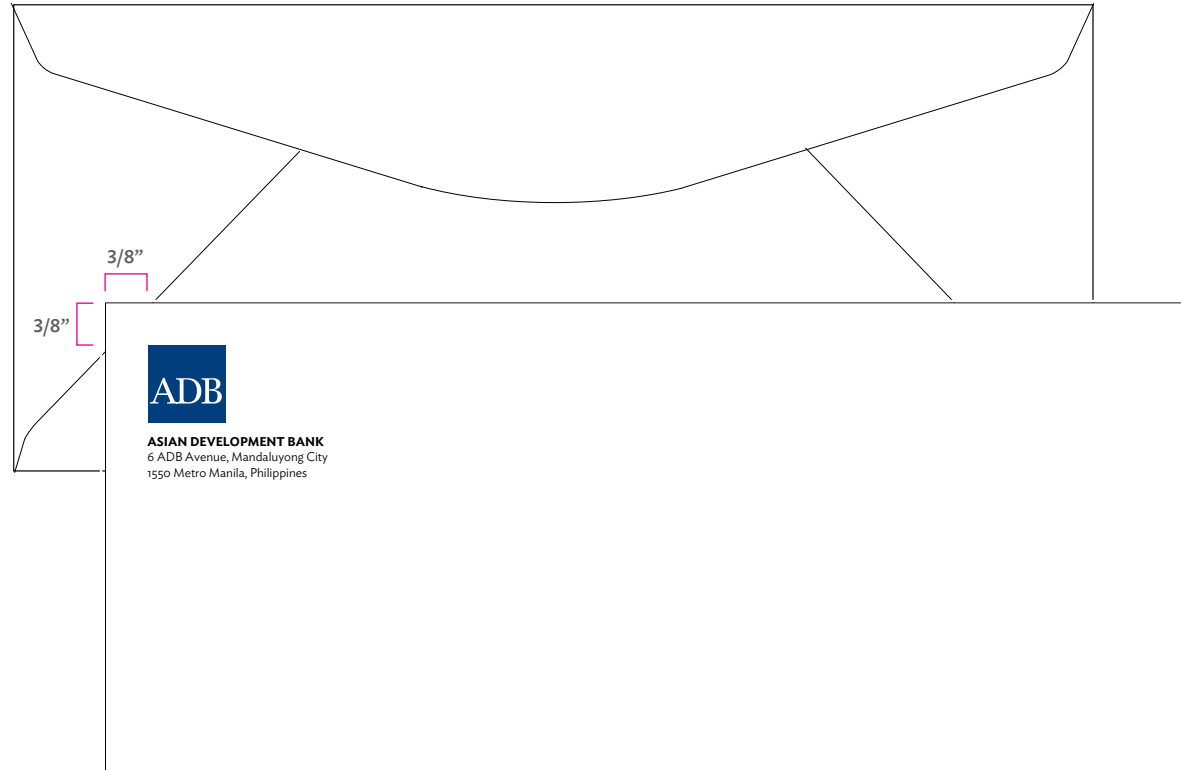 3/8”
3/8”
ADB
ASIAN DEVELOPMENT BANK
6 ADB Avenue, Mandaluyong City
1550 Metro Manila, Philippines